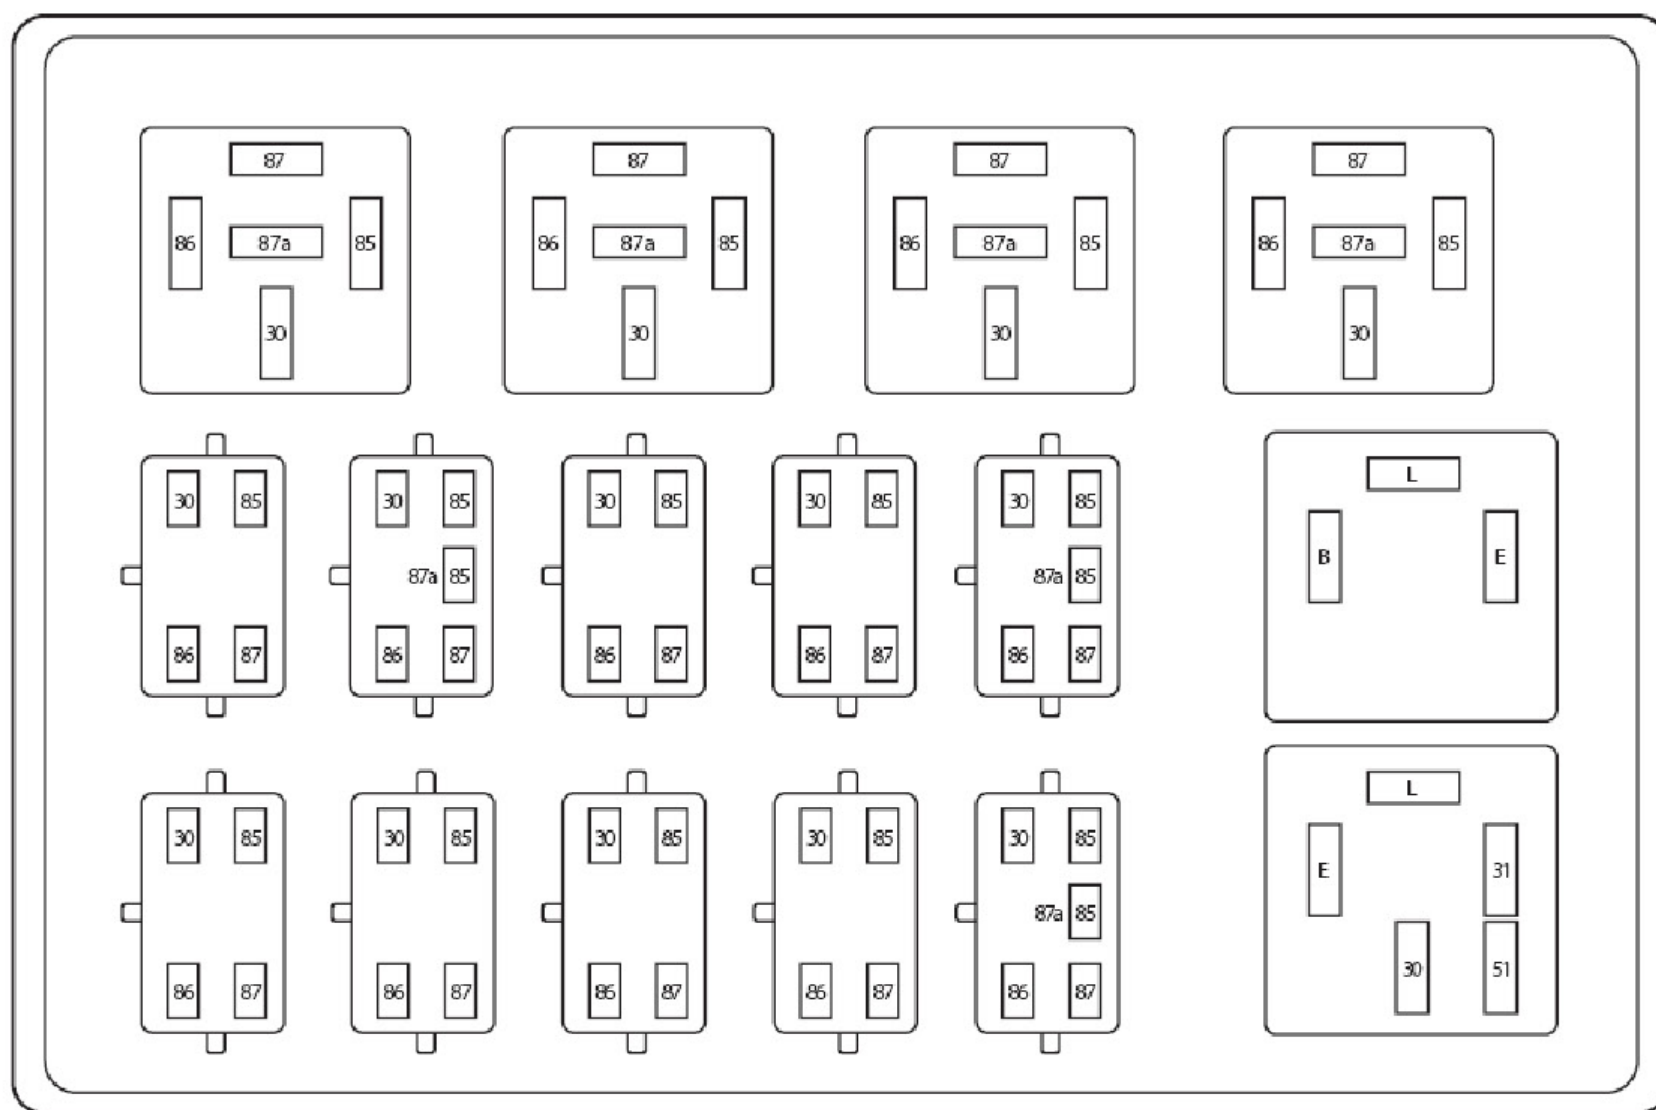 87 87 87 87
86 87a 85 86 87a 85 86 87a 85 86 87a 85
30 30 30 30
30 85 30 85 30 85 30 85 30 85 L
87a 85 87a 85 B E
86 87 86 87 86 87 86 87 86 87
L
30 85 30 85 30 85 30 85 30 85 E 31
87a 85
86 87 86 87 86 87 86 87 86 87 30 51